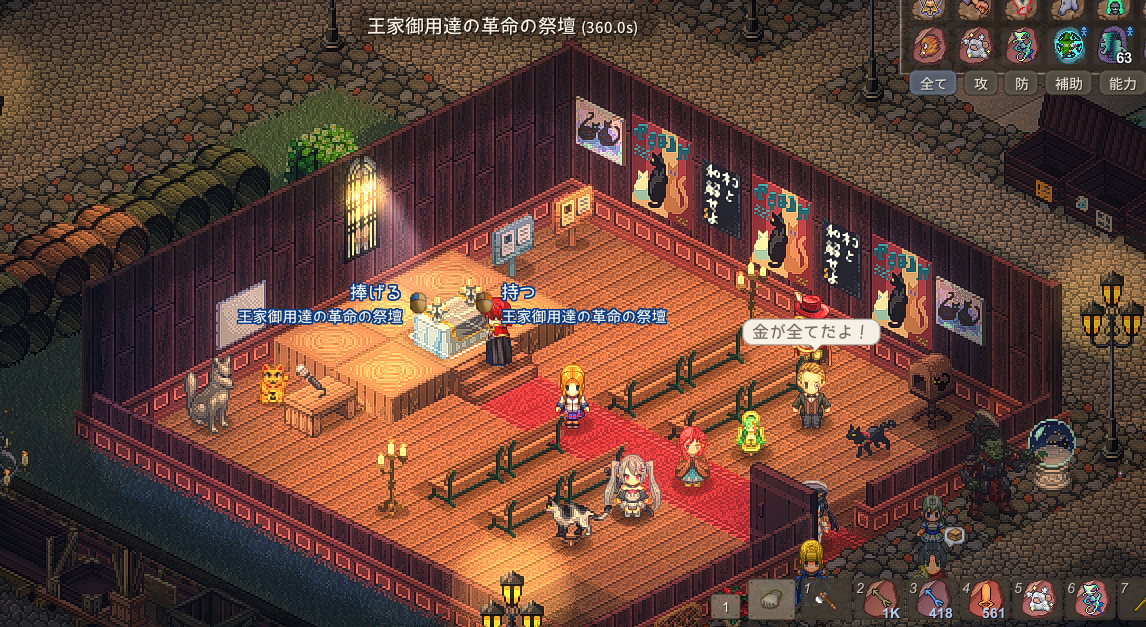 王家御用達の革命の祭壇 (360.0s)
63
全て 攻 防 補助 能力
ネコと
和解せよ
ネコと
和解せよ
捧げる 持つ
王家御用達の革命の祭壇 王家御用達の革命の祭壇
金が全てだよ！
1 1 2 1K 3 418 4 561 5 6 7